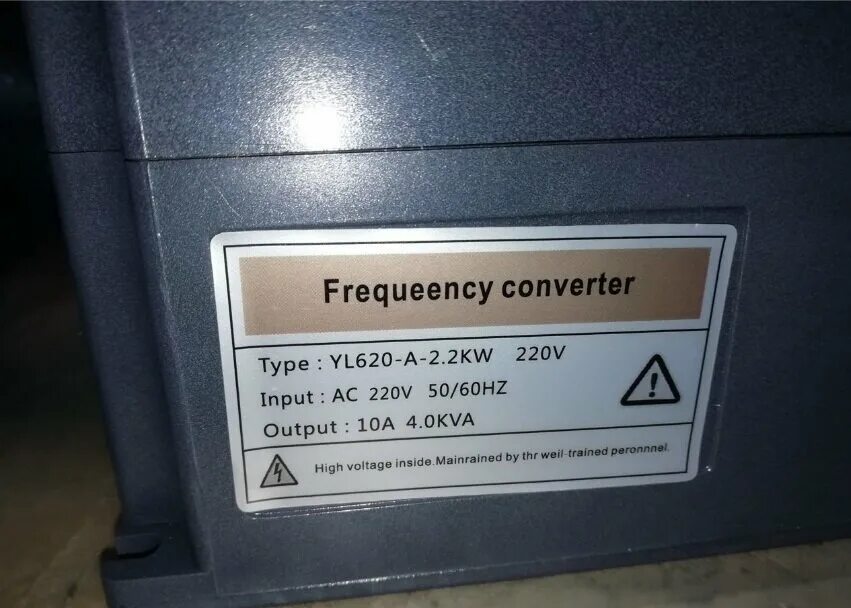 Frequeency converter
Type : YL620-A-2.2KW 220V
Input : AC 220V 50/60HZ
Output : 10A 4.0KVA
High voltage inside.Mainrained by thr weil-trained peronnnel.